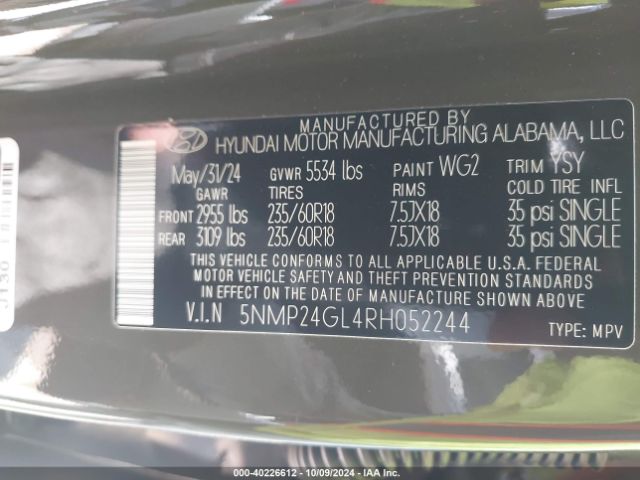 MANUFACTURED BY
HYUNDAI MOTOR MANUFACTURING ALABAMA, LLC
May/31/24 GVWR 5534 lbs PAINT WG2 TRIM YSY
GAWR TIRES RIMS COLD TIRE INFL
FRONT 2955 lbs 235/60R18 7.5JX18 35 psi SINGLE
REAR 3109 lbs 235/60R18 7.5JX18 35 psi SINGLE
THIS VEHICLE CONFORMS TO ALL APPLICABLE U.S.A. FEDERAL
MOTOR VEHICLE SAFETY AND THEFT PREVENTION STANDARDS
IN EFFECT ON THE DATE OF MANUFACTURE SHOWN ABOVE.
V.I.N 5NMP24GL4RH052244 TYPE: MPV
000-40226612 - 10/09/2024 - IAA Inc.